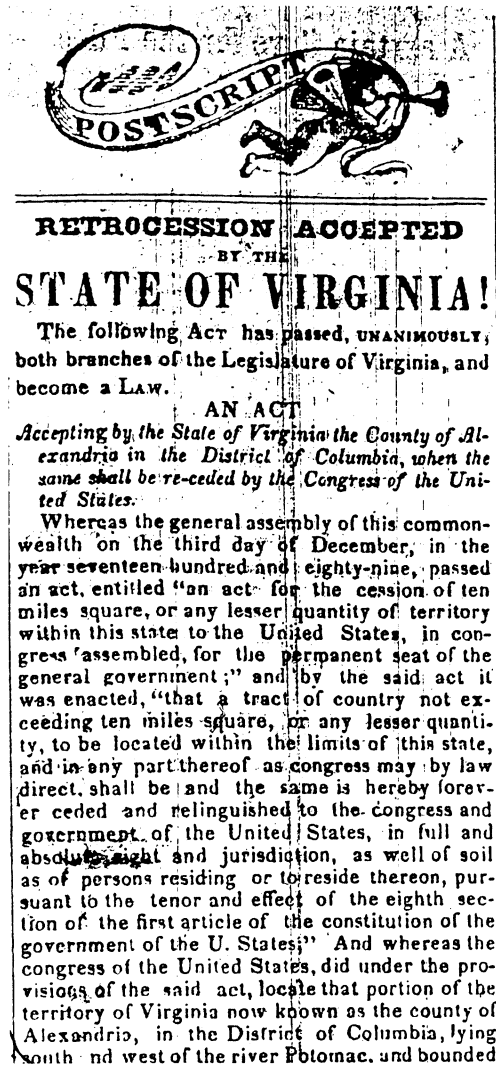 POSTSCRIPT
RETROCESSION ACCEPTED
BY THE
STATE OF VIRGINIA!
The following ACT has passed, UNANIMOUSLY,
both branches of the Legislature of Virginia, and
become a LAW.
AN ACT
Accepting by the State of Virginia the County of Al-
exandria in the District of Columbia, when the
same shall be re-ceded by the Congress of the Uni-
ted States.
Whereas the general assembly of this common-
wealth on the third day of December, in the
year seventeen hundred and eighty-nine, passed
an act, entitled "an act for the cession of ten
miles square, or any lesser quantity of territory
within this state to the United States, in con-
gress assembled, for the permanent seat of the
general government;" and by the said act it
was enacted, "that a tract of country not ex-
ceeding ten miles square, or any lesser quanti-
ty, to be located within the limits of this state,
and in any part thereof as congress may by law
direct, shall be and the same is hereby forev-
er ceded and relinguished to the congress and
government of the United States, in full and
absolute right and jurisdiction, as well of soil
as of persons residing or to reside thereon, pur-
suant to the tenor and effect of the eighth sec-
tion of the first article of the constitution of the
government of the U. States;" And whereas the
congress of the United States, did under the pro-
visions of the said act, locate that portion of the
territory of Virginia now known as the county of
Alexandria, in the District of Columbia, lying
south nd west of the river Potomac, and bounded